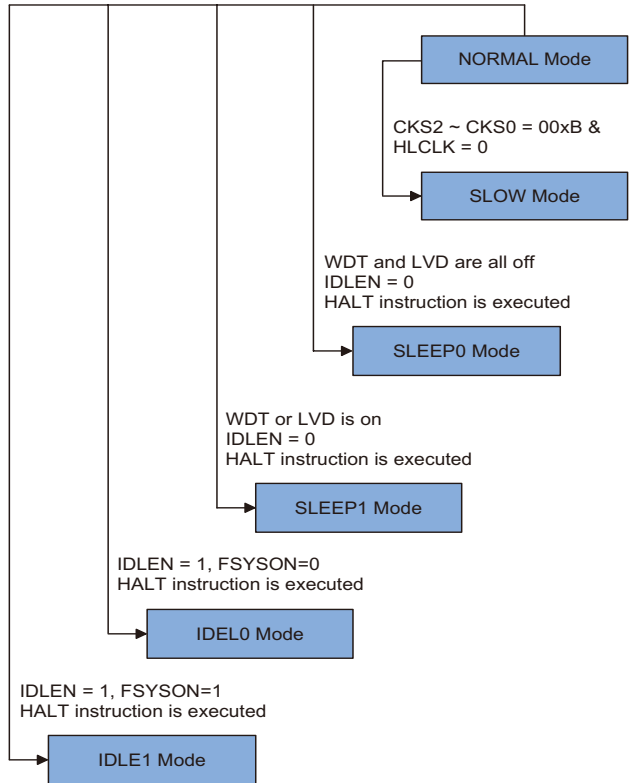 NORMAL Mode
CKS2 ~ CKS0 = 00xB &
HLCLK = 0
SLOW Mode
WDT and LVD are all off
IDLEN = 0
HALT instruction is executed
SLEEP0 Mode
WDT or LVD is on
IDLEN = 0
HALT instruction is executed
SLEEP1 Mode
IDLEN = 1, FSYSON=0
HALT instruction is executed
IDEL0 Mode
IDLEN = 1, FSYSON=1
HALT instruction is executed
IDLE1 Mode